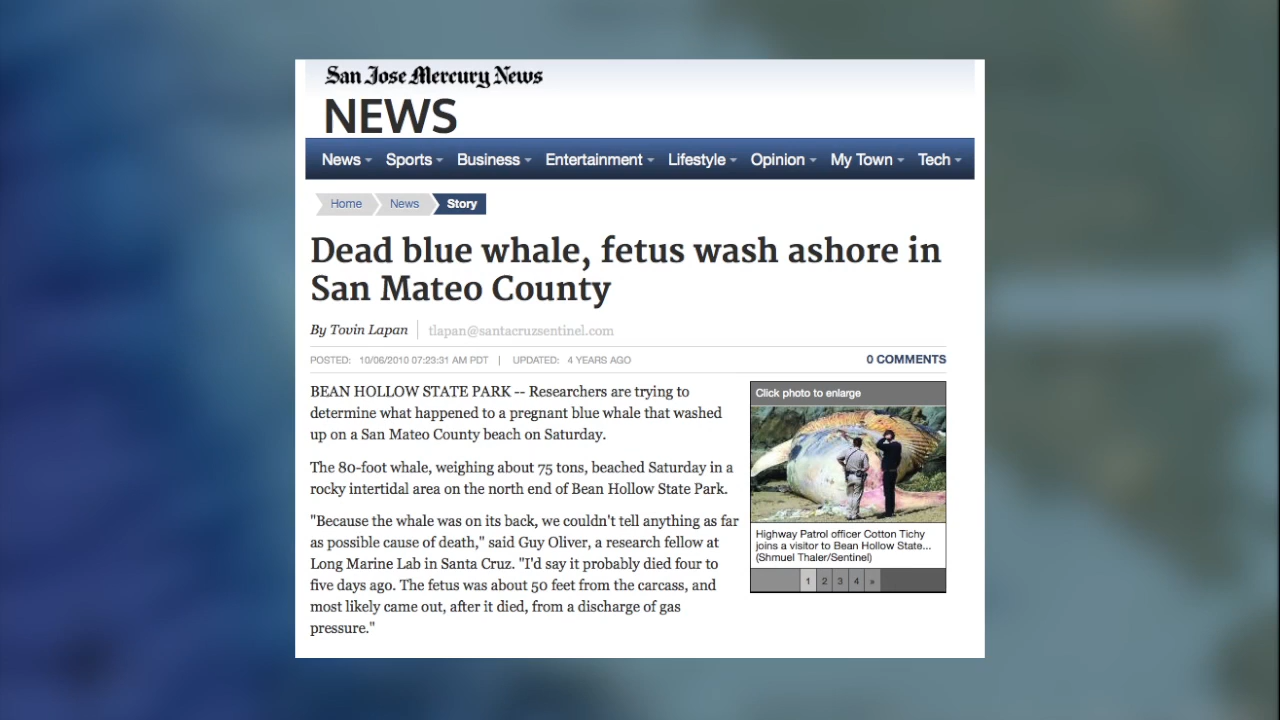 San Jose Mercury News
NEWS
News Sports Business Entertainment Lifestyle Opinion My Town Tech
Home News Story
Dead blue whale, fetus wash ashore in
San Mateo County
By Tovin Lapan tlapan@santacruzsentinel.com
POSTED: 10/06/2010 07:23:31 AM PDT | UPDATED: 4 YEARS AGO 0 COMMENTS
BEAN HOLLOW STATE PARK -- Researchers are trying to
determine what happened to a pregnant blue whale that washed
up on a San Mateo County beach on Saturday.
The 80-foot whale, weighing about 75 tons, beached Saturday in a
rocky intertidal area on the north end of Bean Hollow State Park.
"Because the whale was on its back, we couldn't tell anything as far
as possible cause of death," said Guy Oliver, a research fellow at
Long Marine Lab in Santa Cruz. "I'd say it probably died four to
five days ago. The fetus was about 50 feet from the carcass, and
most likely came out, after it died, from a discharge of gas
pressure."
Click photo to enlarge
Highway Patrol officer Cotton Tichy
joins a visitor to Bean Hollow State...
(Shmuel Thaler/Sentinel)
1 2 3 4 »